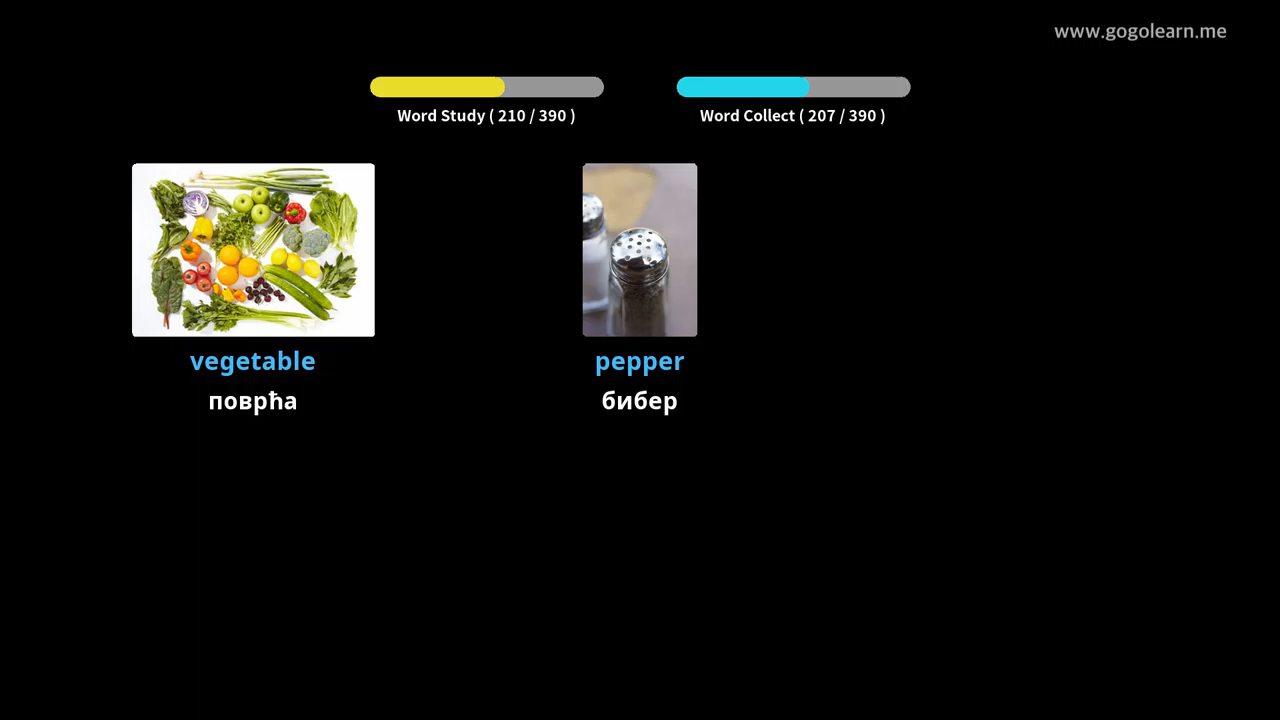 www.gogolearn.me
Word Study ( 210 / 390 )
Word Collect ( 207 / 390 )
vegetable
поврћа
pepper
бибер